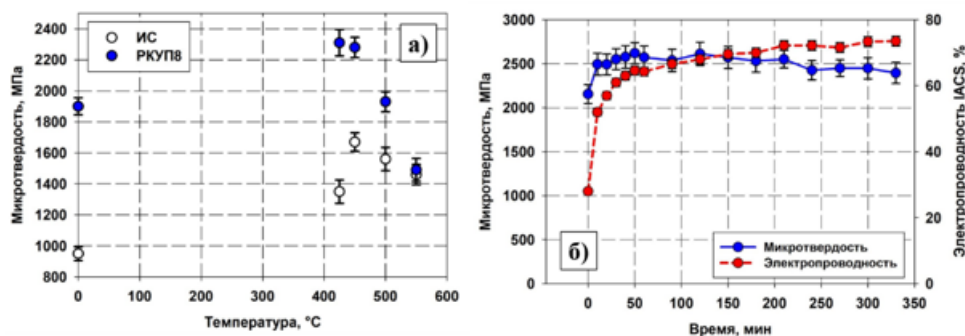 Микротвердость, МПа
2400
2200
2000
1800
1600
1400
1200
1000
800
ИС
РКУП8
а)
0 100 200 300 400 500 600
Температура, °C
Микротвердость, МПа
3000
2500
2000
1500
1000
500
0
б)
Микротвердость
Электропроводность
0 50 100 150 200 250 300 350
Время, мин
80
60
40
20
0
Электропроводность IACS, %